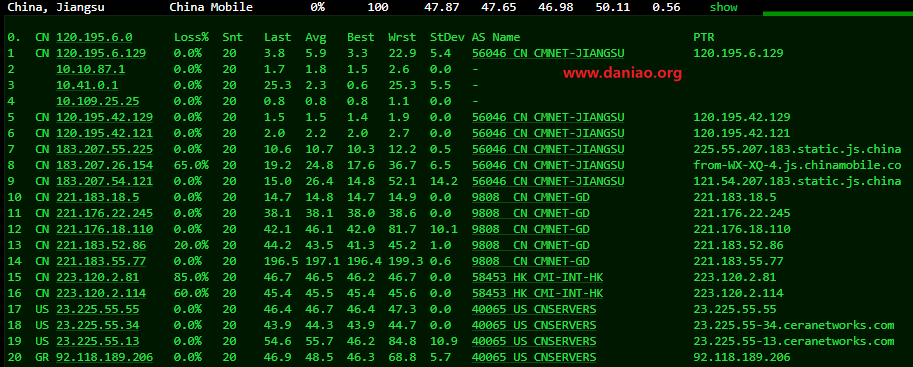 China, Jiangsu China Mobile 0% 100 47.87 47.65 46.98 50.11 0.56 show
0. CN 120.195.6.0 Loss% Snt Last Avg Best Wrst StDev AS Name PTR
1 CN 120.195.6.129 0.0% 20 3.8 5.9 3.3 22.9 5.4 56046 CN CMNET-JIANGSU 120.195.6.129
2 10.10.87.1 0.0% 20 1.7 1.8 1.5 2.6 0.0 -
www.daniao.org
3 10.41.0.1 0.0% 20 25.3 2.3 0.6 25.3 5.5 -
4 10.109.25.25 0.0% 20 0.8 0.8 0.8 1.1 0.0 -
5 CN 120.195.42.129 0.0% 20 1.5 1.5 1.4 1.9 0.0 56046 CN CMNET-JIANGSU 120.195.42.129
6 CN 120.195.42.121 0.0% 20 2.0 2.2 2.0 2.7 0.0 56046 CN CMNET-JIANGSU 120.195.42.121
7 CN 183.207.55.225 0.0% 20 10.6 10.7 10.3 12.2 0.5 56046 CN CMNET-JIANGSU 225.55.207.183.static.js.china
8 CN 183.207.26.154 65.0% 20 19.2 24.8 17.6 36.7 6.5 56046 CN CMNET-JIANGSU from-WX-XQ-4.js.chinamobile.co
9 CN 183.207.54.121 0.0% 20 15.0 26.4 14.8 52.1 14.2 56046 CN CMNET-JIANGSU 121.54.207.183.static.js.china
10 CN 221.183.18.5 0.0% 20 14.7 14.8 14.7 14.9 0.0 9808 CN CMNET-GD 221.183.18.5
11 CN 221.176.22.245 0.0% 20 38.1 38.1 38.0 38.6 0.0 9808 CN CMNET-GD 221.176.22.245
12 CN 221.176.18.110 0.0% 20 42.1 46.1 42.0 81.7 10.1 9808 CN CMNET-GD 221.176.18.110
13 CN 221.183.52.86 20.0% 20 44.2 43.5 41.3 45.2 1.0 9808 CN CMNET-GD 221.183.52.86
14 CN 221.183.55.77 0.0% 20 196.5 197.1 196.4 199.3 0.6 9808 CN CMNET-GD 221.183.55.77
15 CN 223.120.2.81 85.0% 20 46.7 46.5 46.2 46.7 0.0 58453 HK CMI-INT-HK 223.120.2.81
16 CN 223.120.2.114 60.0% 20 45.4 45.5 45.4 45.6 0.0 58453 HK CMI-INT-HK 223.120.2.114
17 US 23.225.55.55 0.0% 20 46.4 46.7 46.4 47.3 0.0 40065 US CNSERVERS 23.225.55.55
18 US 23.225.55.34 0.0% 20 43.9 44.3 43.9 44.7 0.0 40065 US CNSERVERS 23.225.55-34.ceranetworks.com
19 US 23.225.55.13 0.0% 20 54.6 55.7 46.2 84.8 10.9 40065 US CNSERVERS 23.225.55-13.ceranetworks.com
20 GR 92.118.189.206 0.0% 20 46.9 48.5 46.3 68.8 5.7 40065 US CNSERVERS 92.118.189.206